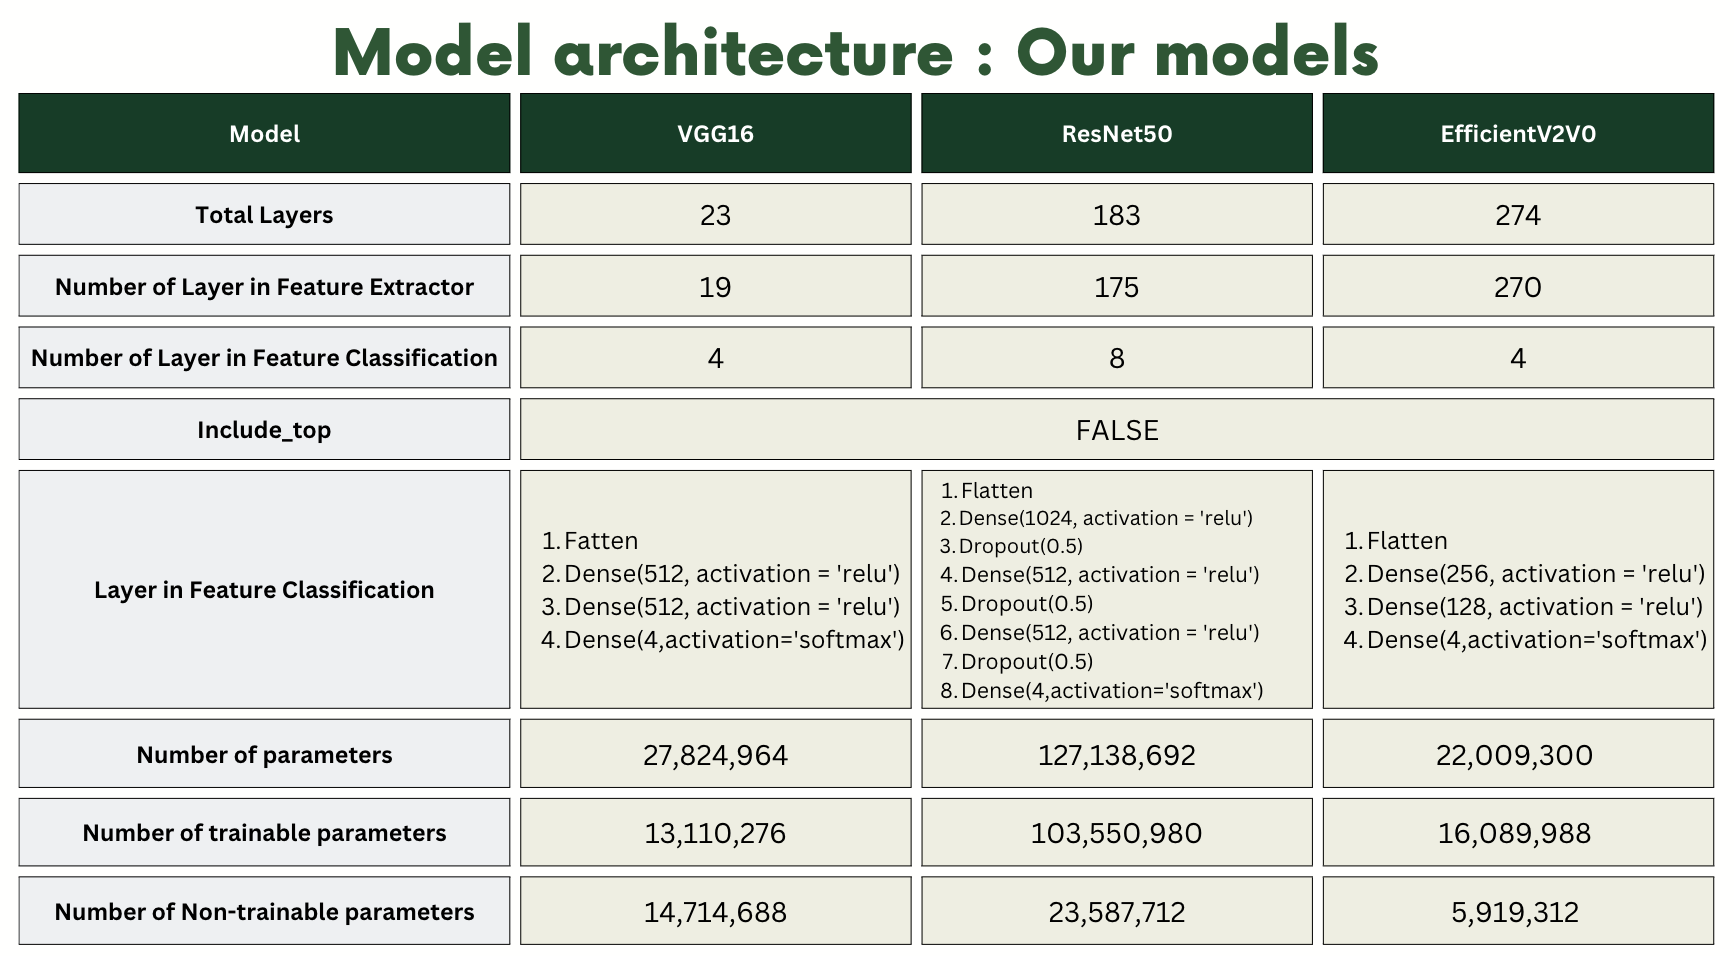 Model architecture : Our models
Model VGG16 ResNet50 EfficientV2V0
Total Layers 23 183 274
Number of Layer in Feature Extractor 19 175 270
Number of Layer in Feature Classification 4 8 4
Include_top FALSE
Layer in Feature Classification
1. Fatten
2. Dense(512, activation = 'relu')
3. Dense(512, activation = 'relu')
4. Dense(4,activation='softmax')
1. Flatten
2. Dense(1024, activation = 'relu')
3. Dropout(0.5)
4. Dense(512, activation = 'relu')
5. Dropout(0.5)
6. Dense(512, activation = 'relu')
7. Dropout(0.5)
8. Dense(4,activation='softmax')
1. Flatten
2. Dense(256, activation = 'relu')
3. Dense(128, activation = 'relu')
4. Dense(4,activation='softmax')
Number of parameters 27,824,964 127,138,692 22,009,300
Number of trainable parameters 13,110,276 103,550,980 16,089,988
Number of Non-trainable parameters 14,714,688 23,587,712 5,919,312